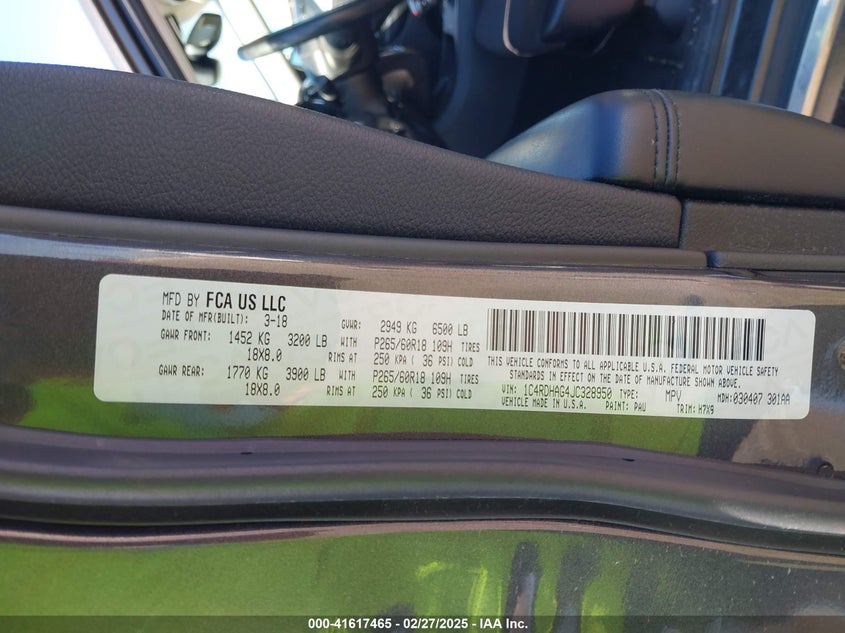 MFD BY FCA US LLC
DATE OF MFR(BUILT): 3-18 GVWR: 2949 KG 6500 LB
GAWR FRONT: 1452 KG 3200 LB WITH P265/60R18 109H TIRES
18X8.0 RIMS AT 250 KPA ( 36 PSI) COLD
GAWR REAR: 1770 KG 3900 LB WITH P265/60R18 109H TIRES
18X8.0 RIMS AT 250 KPA ( 36 PSI) COLD
THIS VEHICLE CONFORMS TO ALL APPLICABLE U.S.A. FEDERAL MOTOR VEHICLE SAFETY
STANDARDS IN EFFECT ON THE DATE OF MANUFACTURE SHOWN ABOVE.
VIN: 1C4RDHAG4JC328950 TYPE: MPV MDH: 030407 301AA
VEHICLE MADE IN U.S.A. PAINT: PAU TRIM: H7X9
000-41617465 - 02/27/2025 - IAA Inc.